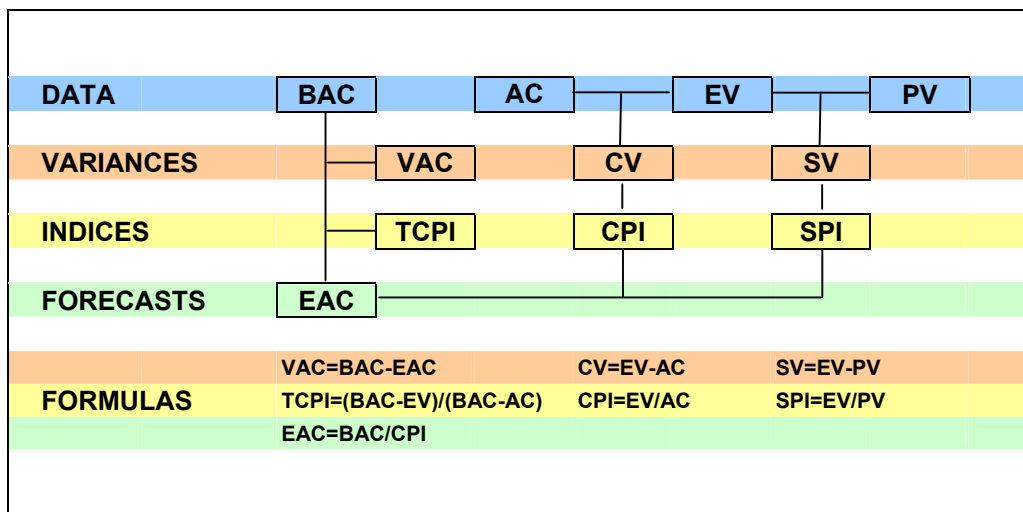 DATA BAC AC EV PV
VARIANCES VAC CV SV
INDICES TCPI CPI SPI
FORECASTS EAC
VAC=BAC-EAC CV=EV-AC SV=EV-PV
FORMULAS TCPI=(BAC-EV)/(BAC-AC) CPI=EV/AC SPI=EV/PV
EAC=BAC/CPI